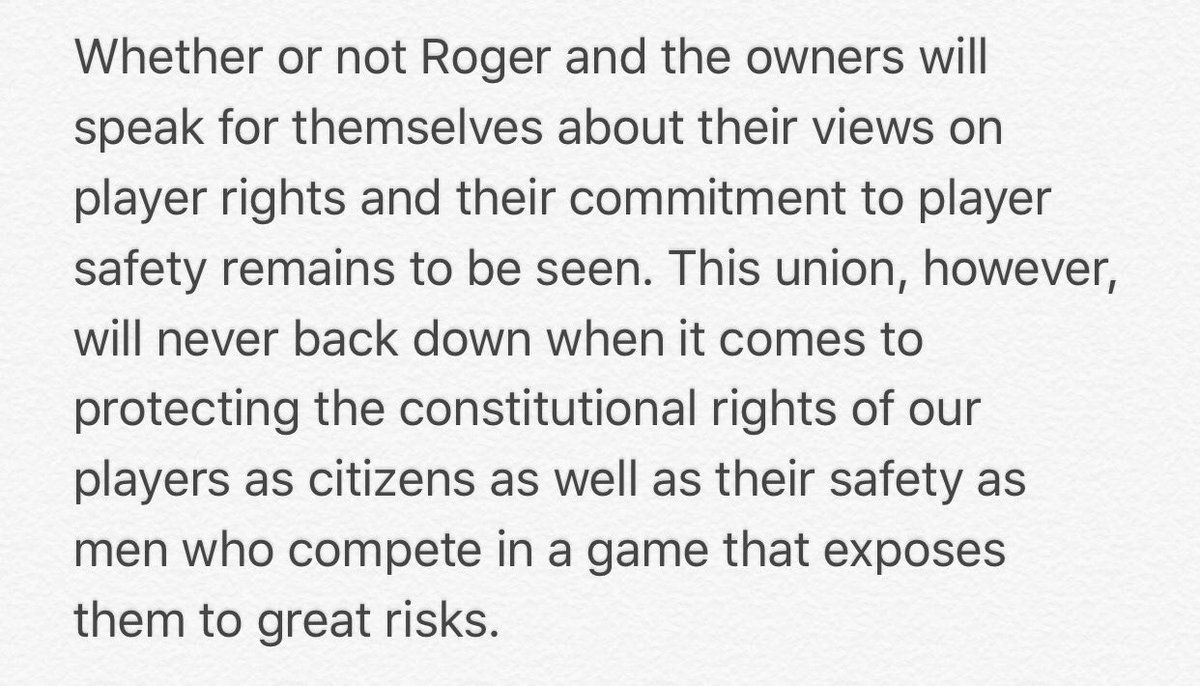 Whether or not Roger and the owners will
speak for themselves about their views on
player rights and their commitment to player
safety remains to be seen. This union, however,
will never back down when it comes to
protecting the constitutional rights of our
players as citizens as well as their safety as
men who compete in a game that exposes
them to great risks.